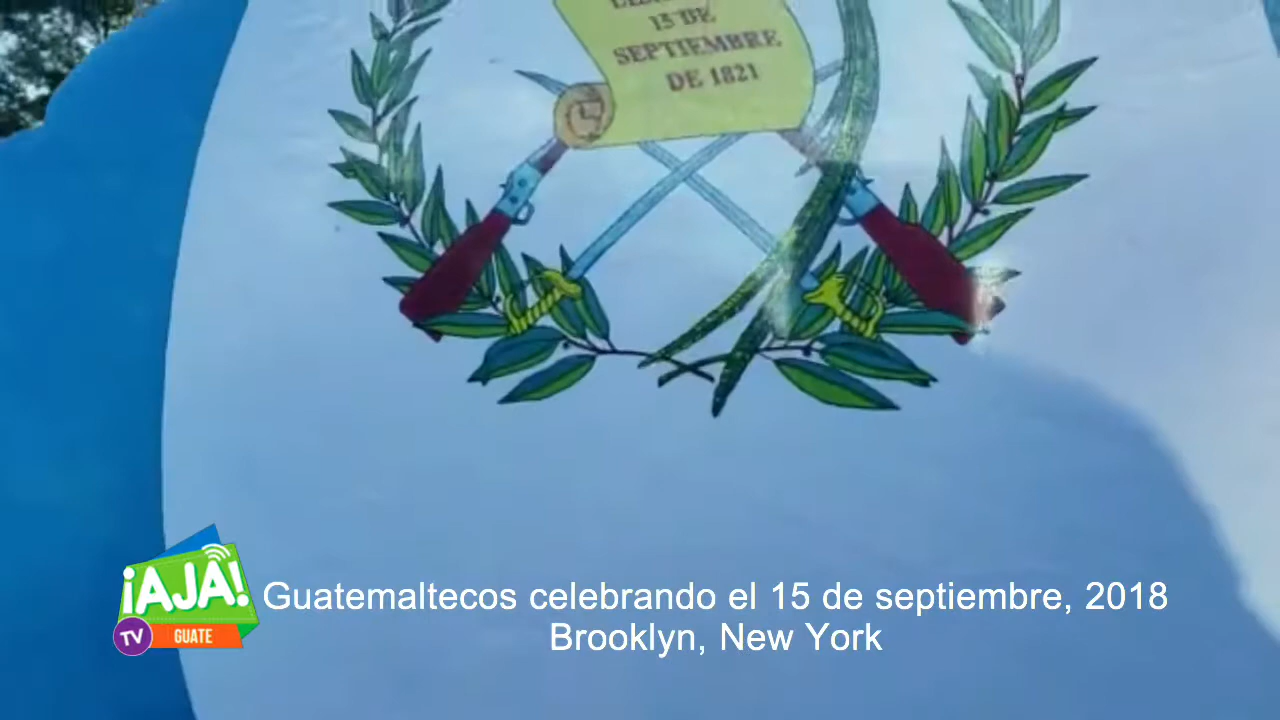 15 DE
SEPTIEMBRE
DE 1821
¡AJA!
TV
GUATE
Guatemaltecos celebrando el 15 de septiembre, 2018
Brooklyn, New York